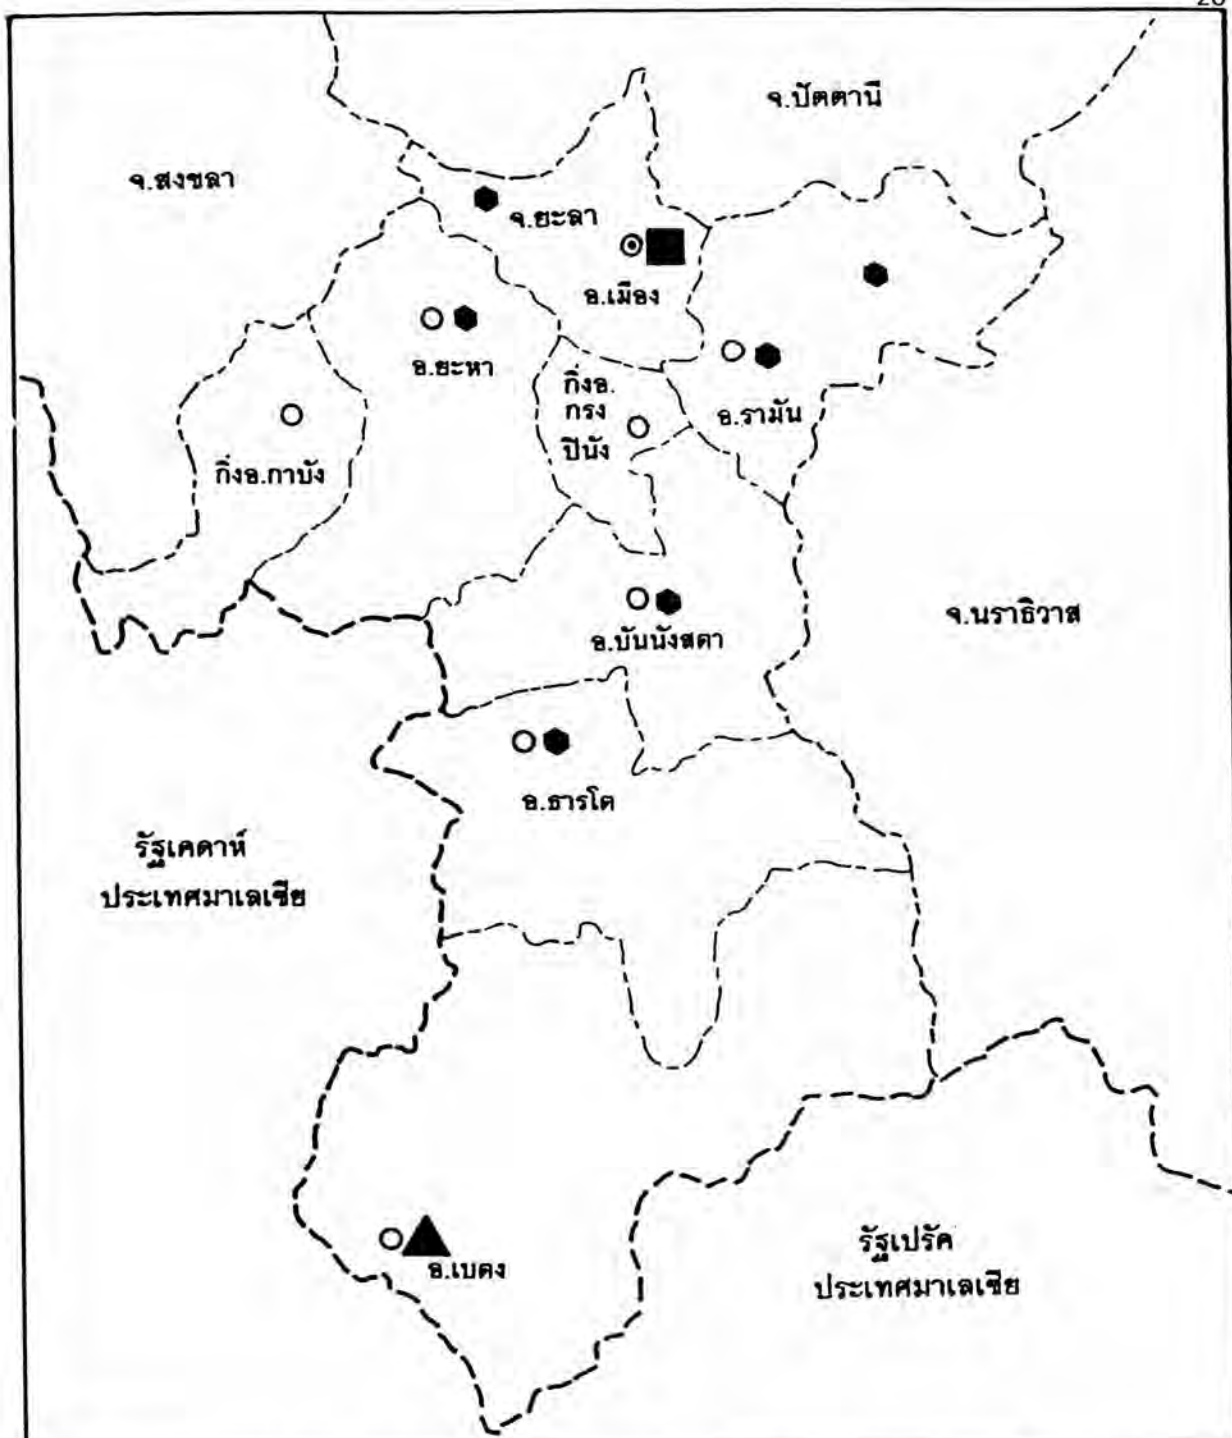 จ.ปัตตานี
จ.สงขลา
จ.ยะลา
อ.เมือง
อ.ยะหา
กิ่งอ.
กรง
ปินัง
อ.รามัน
กิ่งอ.กาบัง
จ.นราธิวาส
อ.บันนังสตา
อ.ธารโต
รัฐเคดาห์
ประเทศมาเลเซีย
รัฐเปรัค
ประเทศมาเลเซีย
อ.เบตง